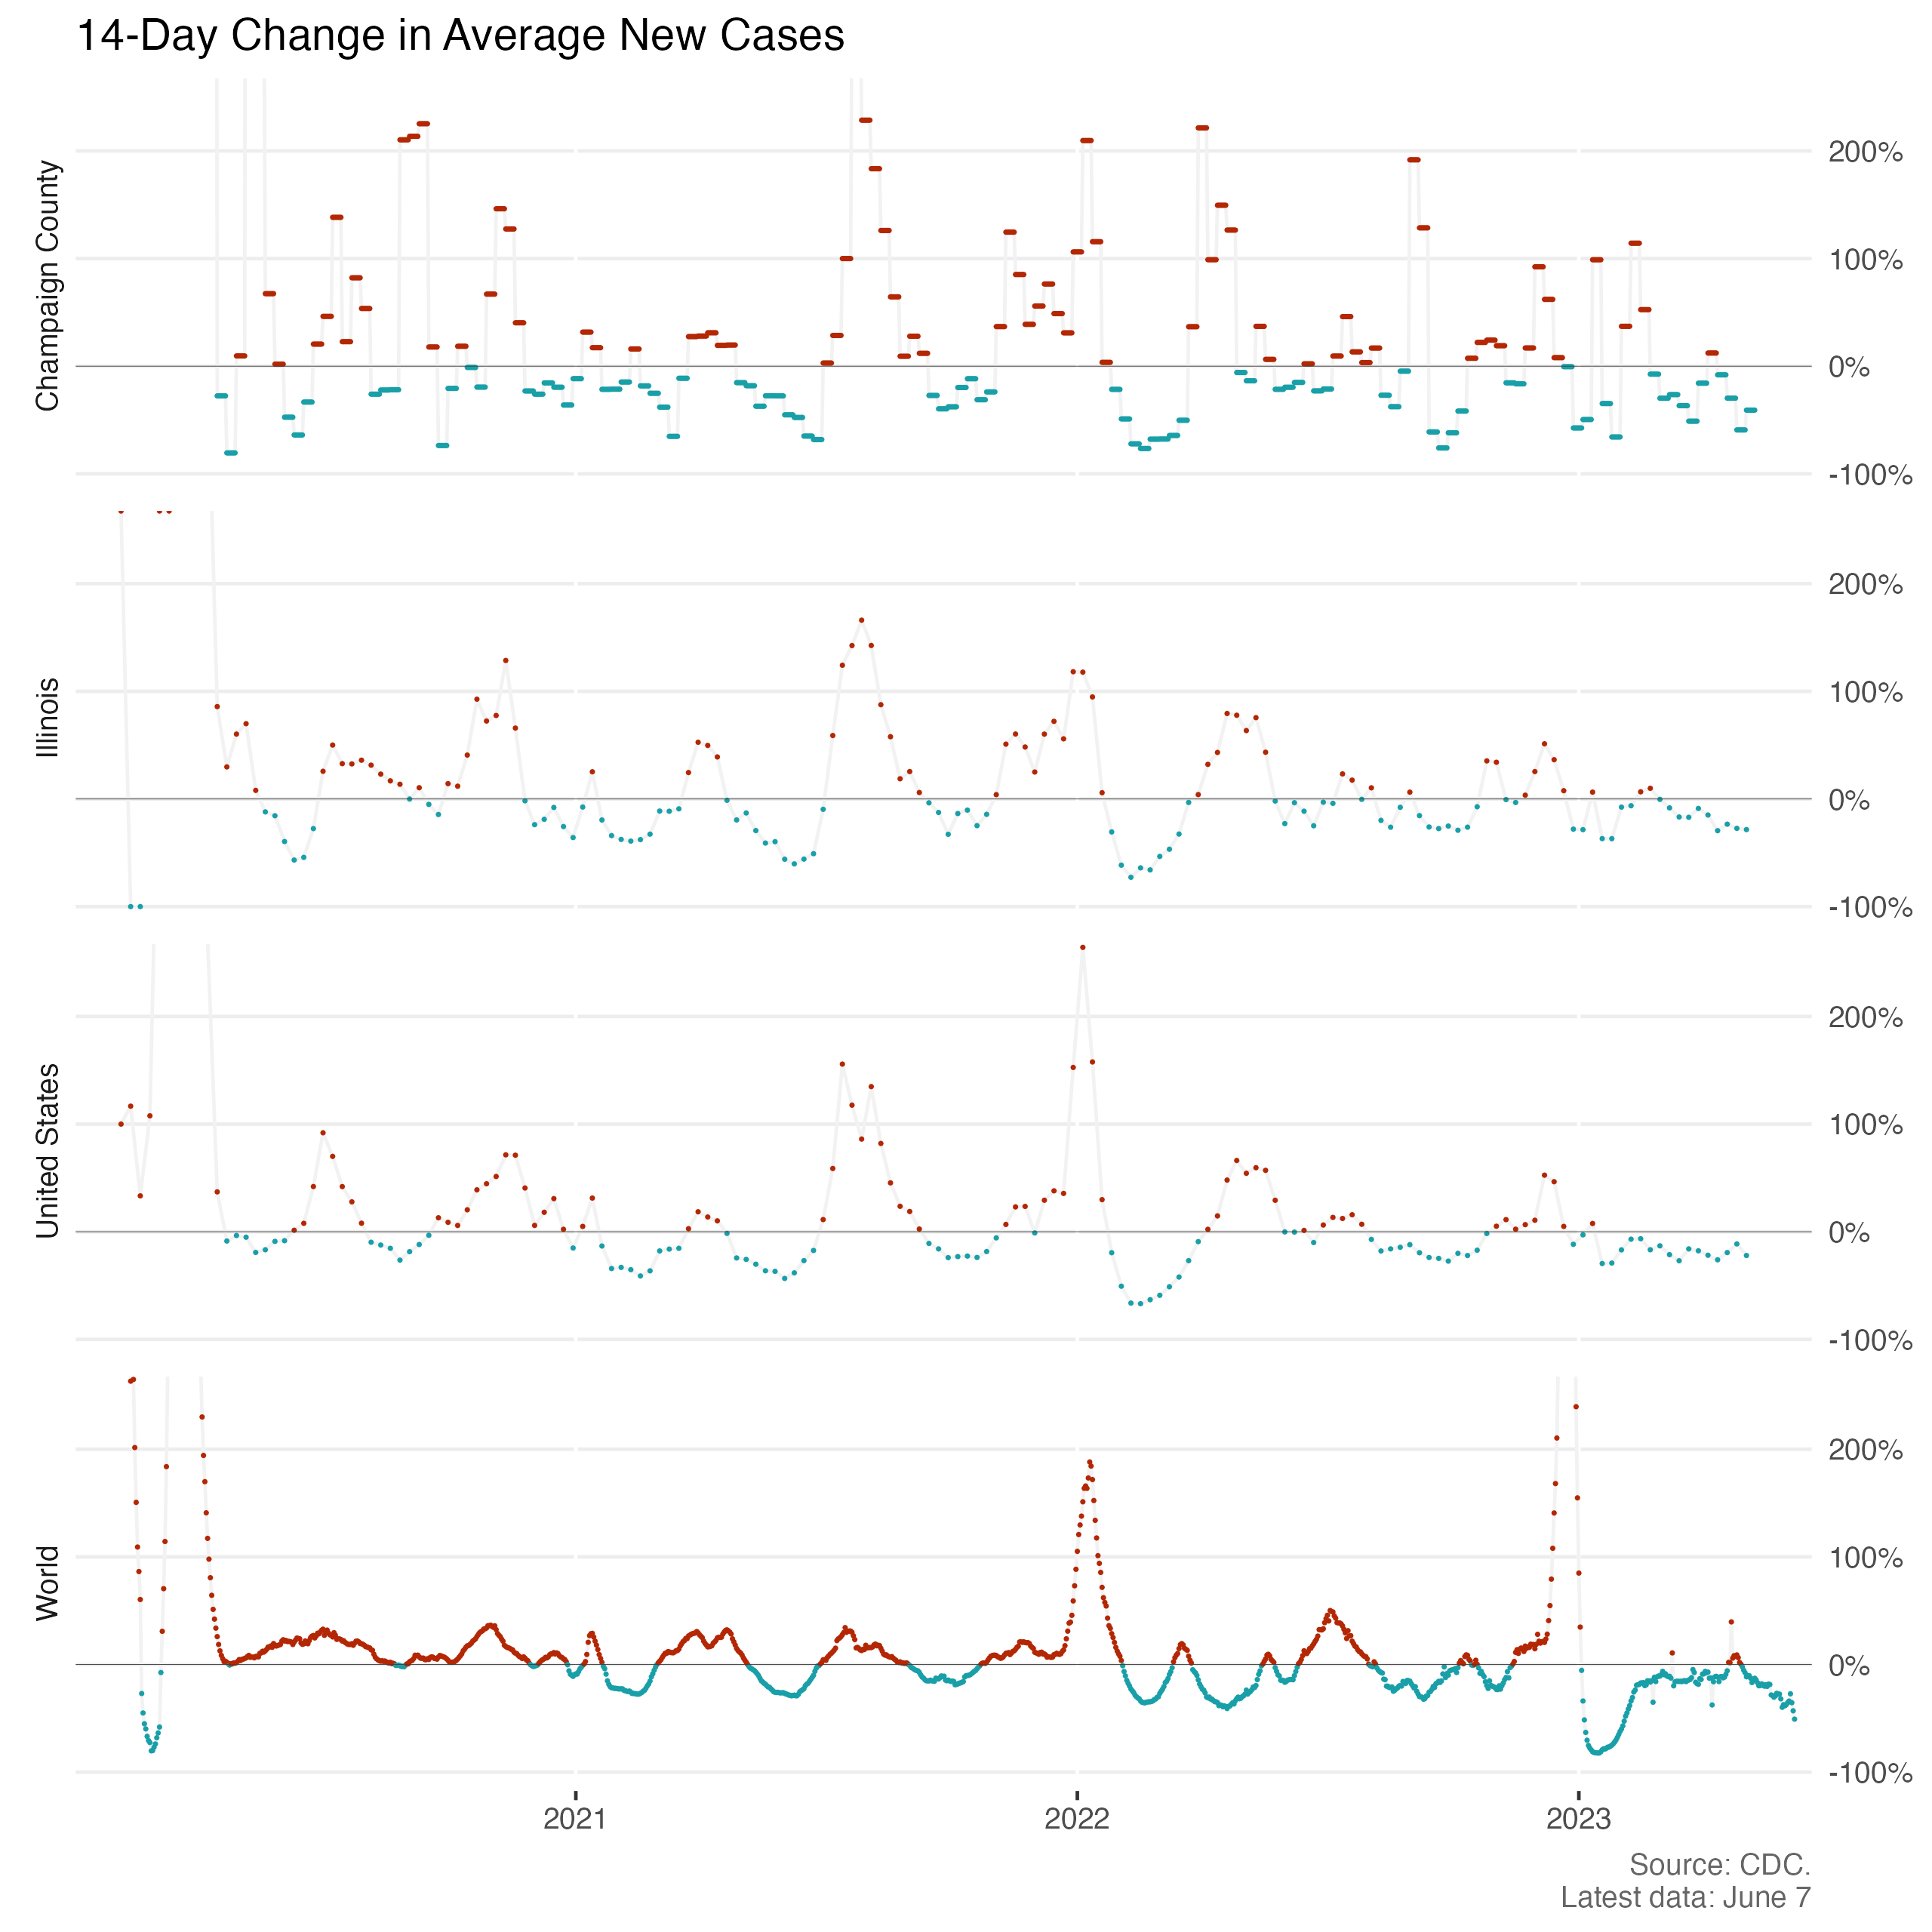 14-Day Change in Average New Cases
Champaign County
200%
100%
0%
-100%
Illinois
200%
100%
0%
-100%
United States
200%
100%
0%
-100%
World
200%
100%
0%
-100%
2021
2022
2023
Source: CDC.
Latest data: June 7